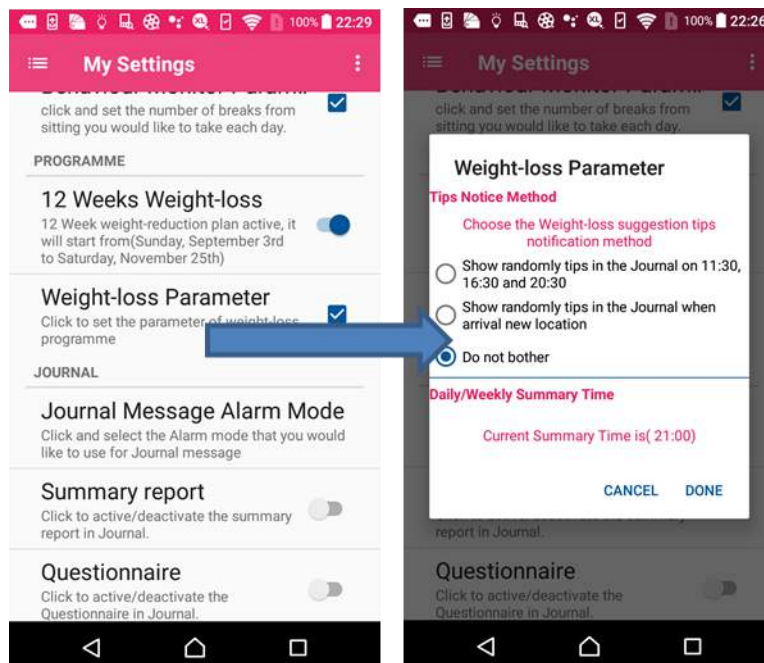 100% 22:29
My Settings
click and set the number of breaks from
sitting you would like to take each day.
PROGRAMME
12 Weeks Weight-loss
12 Week weight-reduction plan active, it
will start from(Sunday, September 3rd
to Saturday, November 25th)
Weight-loss Parameter
Click to set the parameter of weight-loss
programme
JOURNAL
Journal Message Alarm Mode
Click and select the Alarm mode that you would
like to use for Journal message
Summary report
Click to active/deactivate the summary
report in Journal.
Questionnaire
Click to active/deactivate the
Questionnaire in Journal.
100% 22:26
My Settings
click and set the number of breaks from
sitting you would like to take each day.
Weight-loss Parameter
Tips Notice Method
Choose the Weight-loss suggestion tips
notification method
Show randomly tips in the Journal on 11:30,
16:30 and 20:30
Show randomly tips in the Journal when
arrival new location
Do not bother
Daily/Weekly Summary Time
Current Summary Time is( 21:00)
CANCEL DONE
report in Journal.
Questionnaire
Click to active/deactivate the
Questionnaire in Journal.